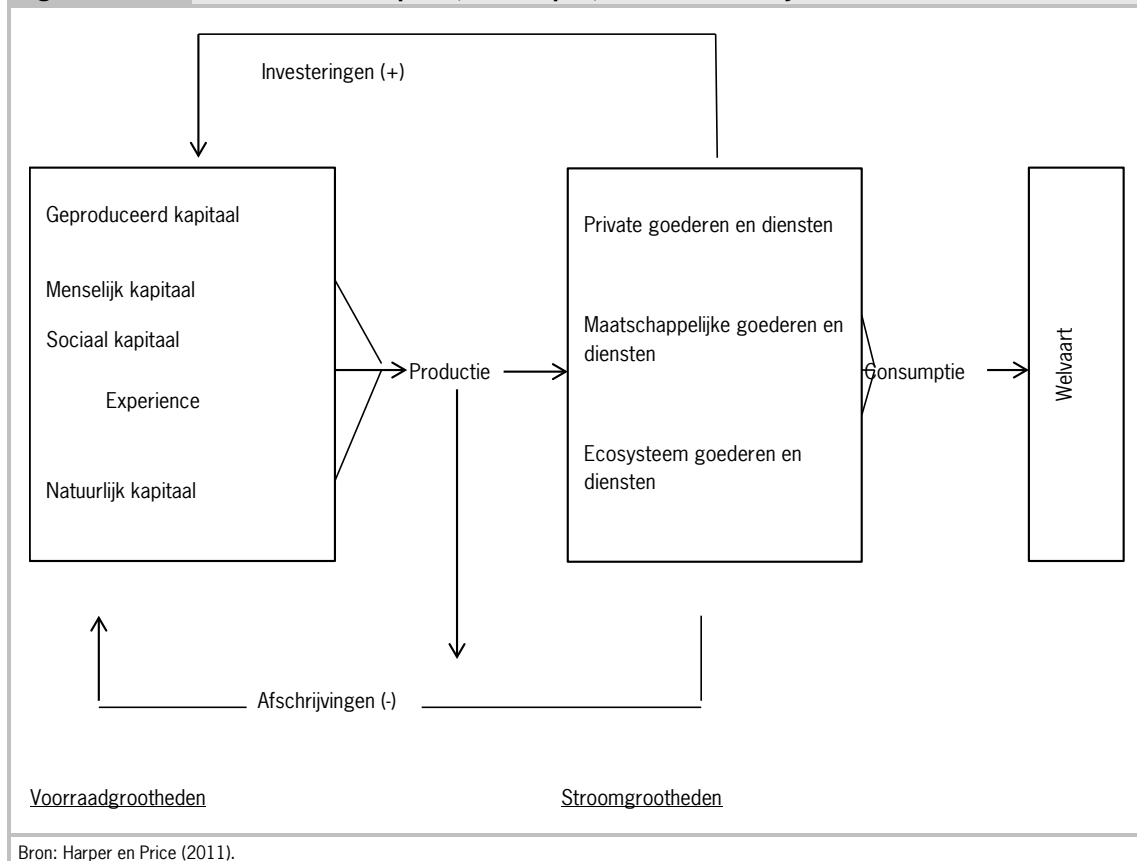 Investeringen (+)
Geproduceerd kapitaal
Menselijk kapitaal
Sociaal kapitaal
Experience
Natuurlijk kapitaal
Productie
Private goederen en diensten
Maatschappelijke goederen en
diensten
Ecosysteem goederen en
diensten
Consumptie
Welvaart
Afschrijvingen (-)
Voorraadgrootheden
Stroomgrootheden
Bron: Harper en Price (2011).